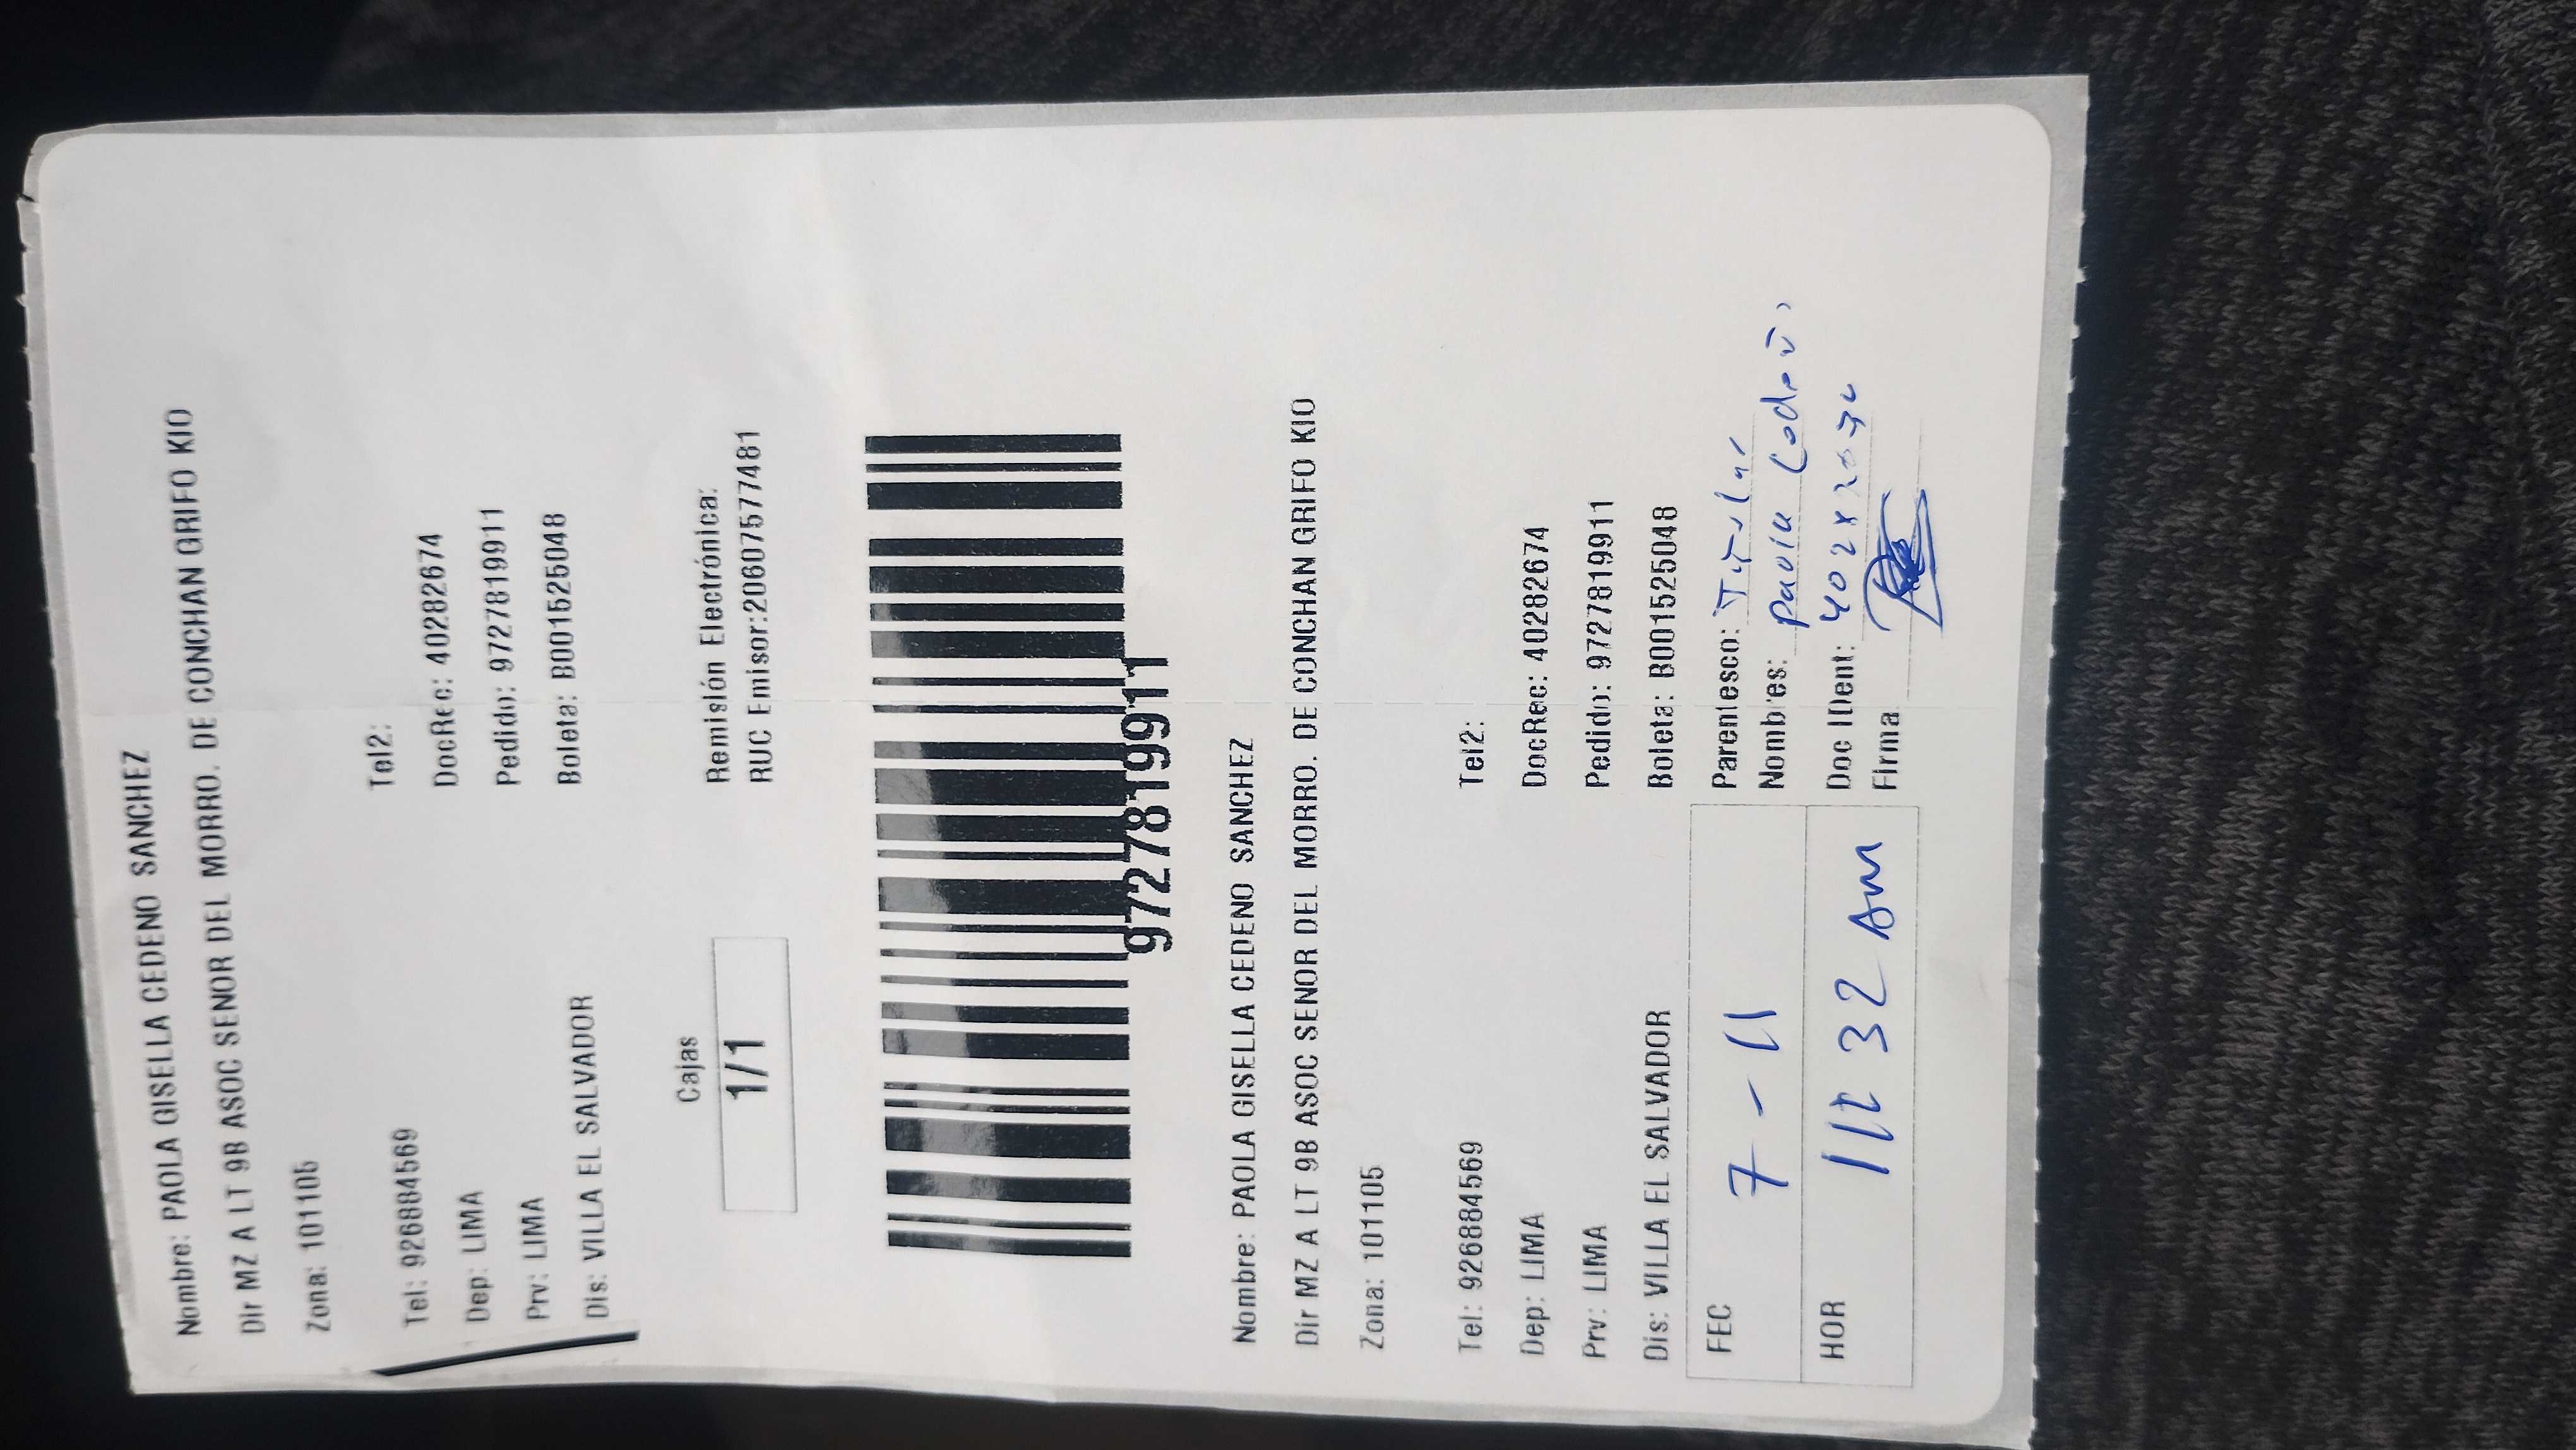 Nombre: PAOLA GISELLA CEDENO SANCHEZ
Dir MZ A LT 9B ASOC SENOR DEL MORRO. DE CONCHAN GRIFO KIO
Zona: 101105
Tel: 926884569 Tel2:
Dep: LIMA DocRec: 40282674
Prv: LIMA Pedido: 97278199​11
Dis: VILLA EL SALVADOR Boleta: B001525048
Cajas Remisión Electrónica:
1/1 RUC Emisor:20607577481
9727819911
Nombre: PAOLA GISELLA CEDENO SANCHEZ
Dir MZ A LT 9B ASOC SENOR DEL MORRO. DE CONCHAN GRIFO KIO
Zona: 101105
Tel: 926884569 Tel2:
Dep: LIMA DocRec: 40282674
Prv: LIMA Pedido: 9727819911
Dis: VILLA EL SALVADOR Boleta: B001525048
FEC 7-11 Parentesco: Titular
Nombres: Paola
HOR 32 Am Doc IDent:
Firma